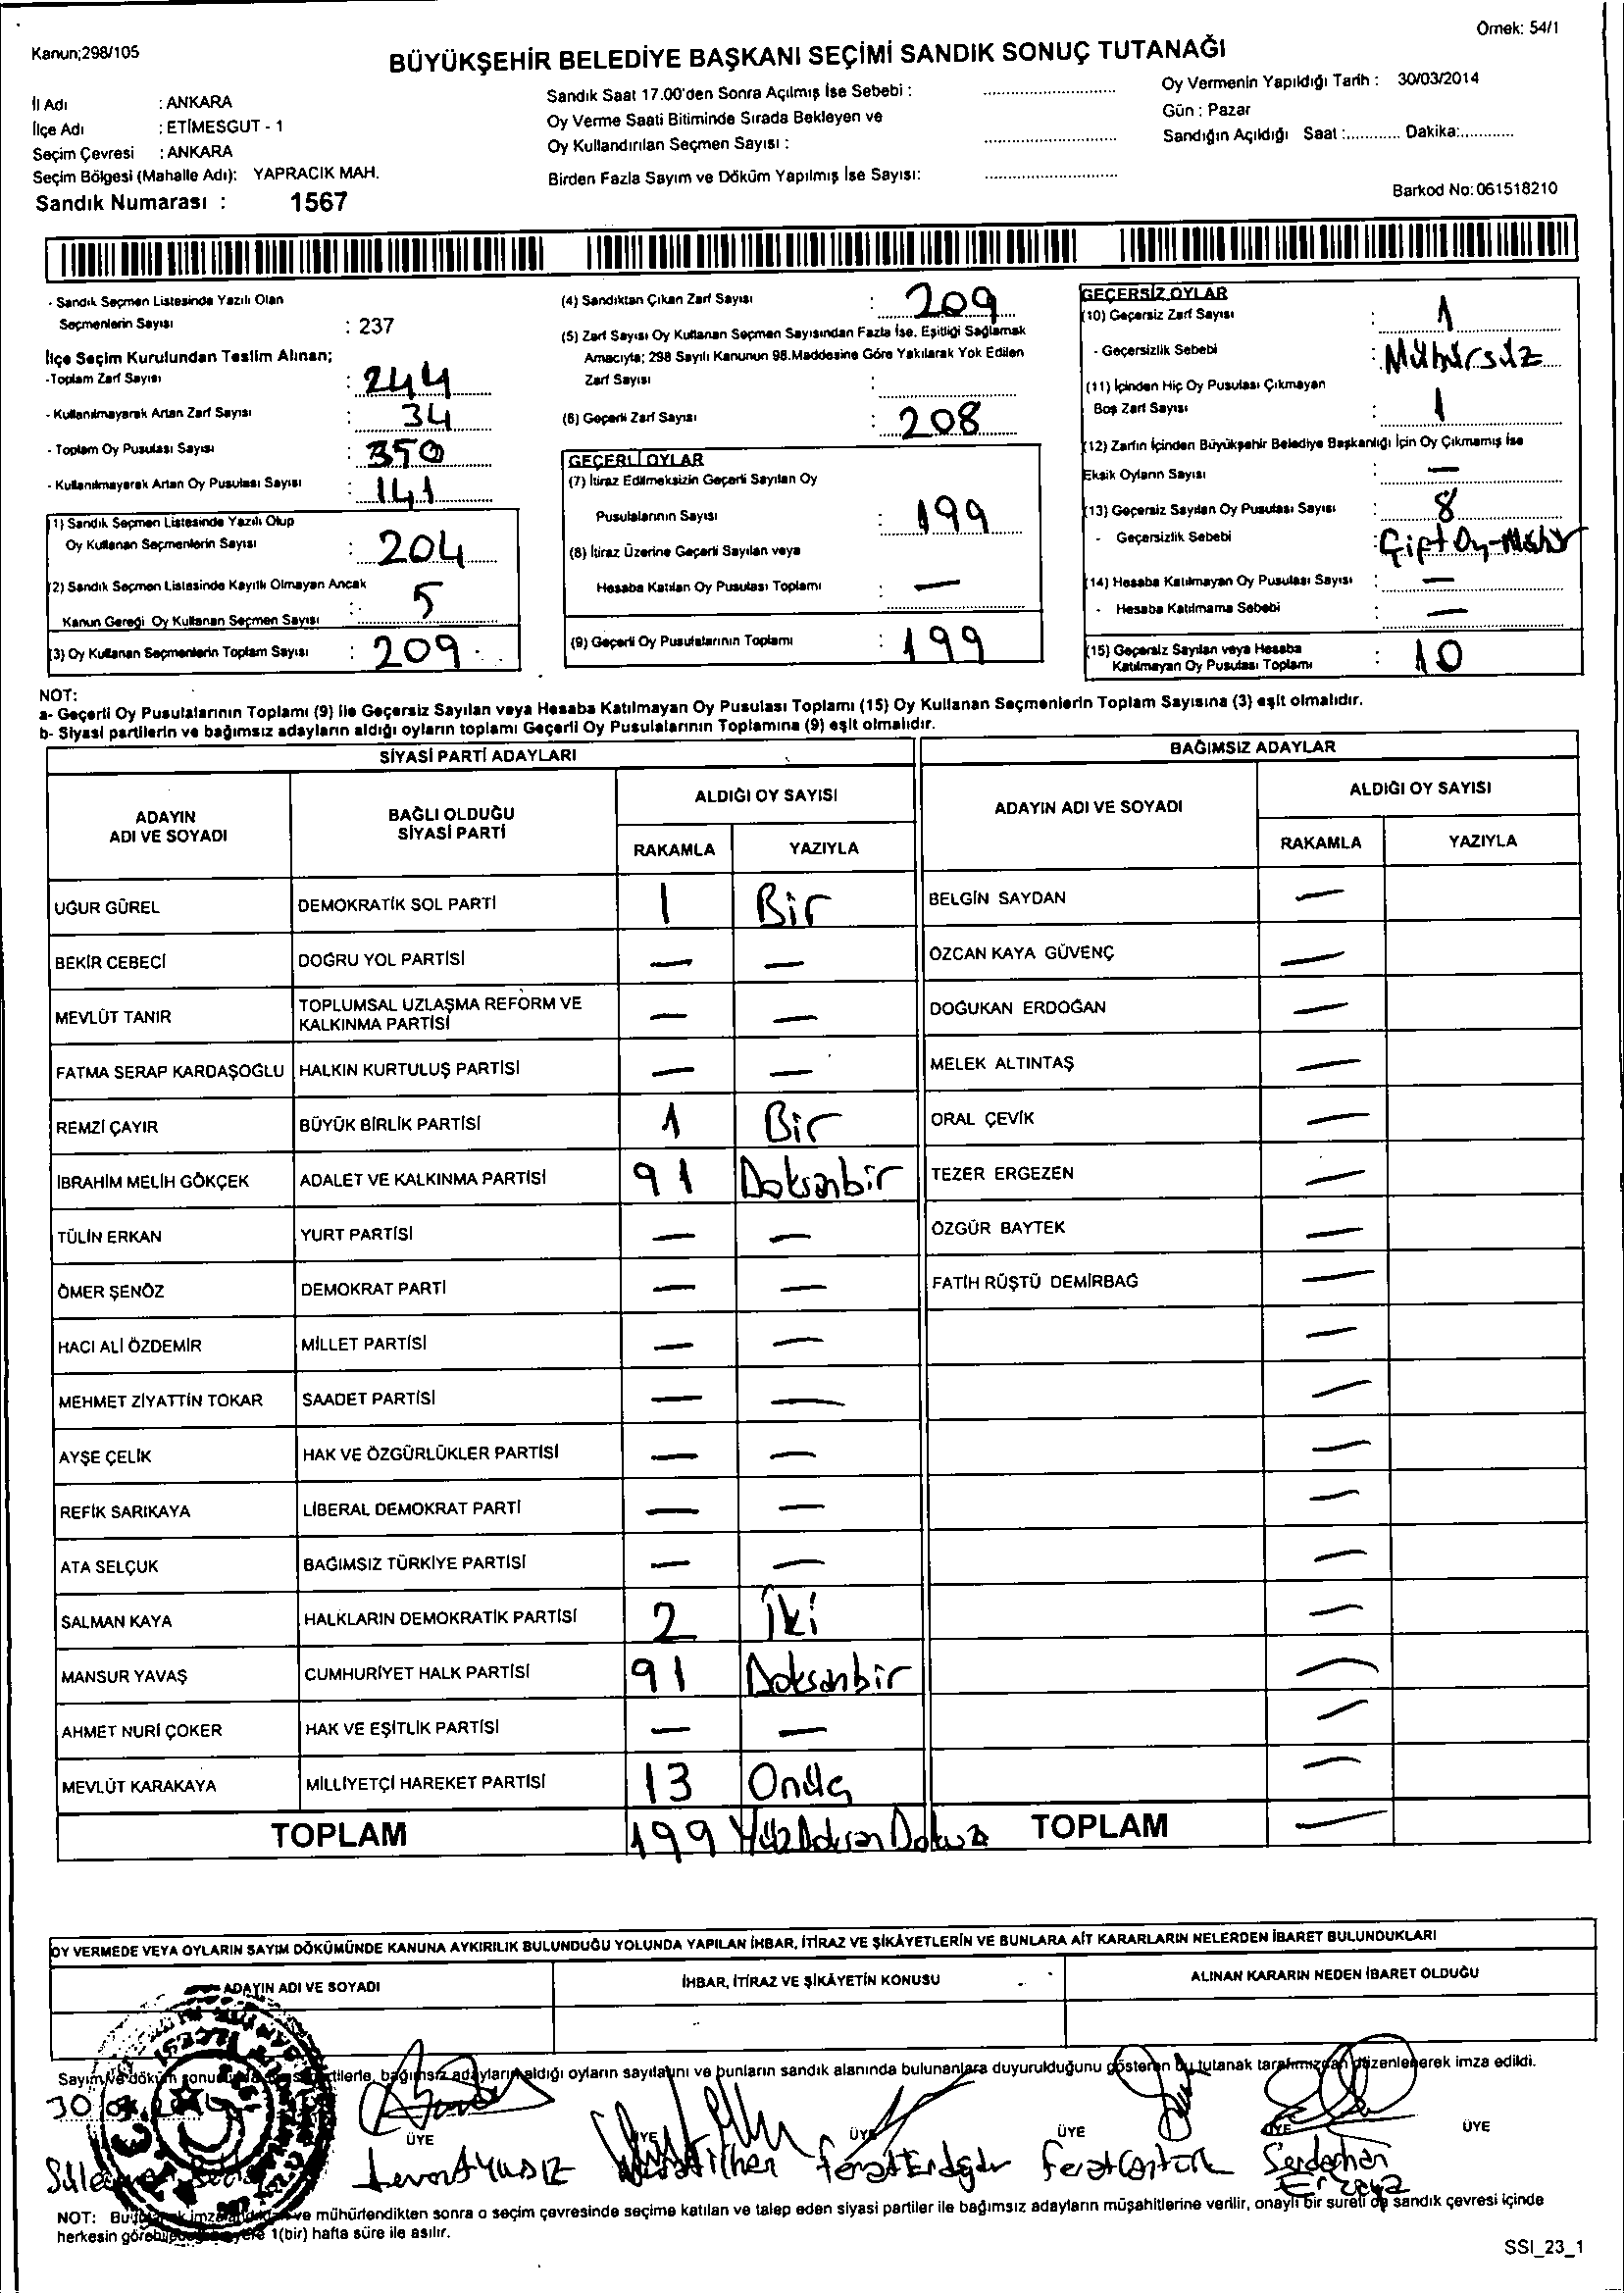 Örnek: 54/1
Kanun;298/105
BÜYÜKŞEHİR BELEDİYE BAŞKANI SEÇİMİ SANDIK SONUÇ TUTANAĞI
İl Adı : ANKARA
İlçe Adı : ETİMESGUT - 1
Seçim Çevresi : ANKARA
Seçim Bölgesi (Mahalle Adı): YAPRACIK MAH.
Sandık Numarası : 1567
Sandık Saat 17.00'den Sonra Açılmış İse Sebebi :
Oy Verme Saati Bitiminde Sırada Bekleyen ve
Oy Kullandırılan Seçmen Sayısı :
Birden Fazla Sayım ve Döküm Yapılmış İse Sayısı:
Oy Vermenin Yapıldığı Tarih : 30/03/2014
Gün : Pazar
Sandığın Açıldığı Saat :............ Dakika:............
Barkod No: 061518210
- Sandık Seçmen Listesinde Yazılı Olan
Seçmenlerin Sayısı : 237
İlçe Seçim Kurulundan Teslim Alınan;
-Toplam Zarf Sayısı : 244
- Kullanılmayarak Artan Zarf Sayısı : 34
- Toplam Oy Pusulası Sayısı : 350
- Kullanılmayarak Artan Oy Pusulası Sayısı : 141
(1) Sandık Seçmen Listesinde Yazılı Olup
Oy Kullanan Seçmenlerin Sayısı : 204
(2) Sandık Seçmen Listesinde Kayıtlı Olmayan Ancak
Kanun Gereği Oy Kullanan Seçmen Sayısı : 5
(3) Oy Kullanan Seçmenlerin Toplam Sayısı : 209
(4) Sandıktan Çıkan Zarf Sayısı : 209
(5) Zarf Sayısı Oy Kullanan Seçmen Sayısından Fazla İse. Eşitliği Sağlamak
Amacıyla; 298 Sayılı Kanunun 98.Maddesine Göre Yakılarak Yok Edilen
Zarf Sayısı :
(6) Geçerli Zarf Sayısı : 208
GEÇERLİ OYLAR
(7) İtiraz Edilmeksizin Geçerli Sayılan Oy
Pusulalarının Sayısı : 199
(8) İtiraz Üzerine Geçerli Sayılan veya
Hesaba Katılan Oy Pusulası Toplamı : —
(9) Geçerli Oy Pusulalarının Toplamı : 199
GEÇERSİZ OYLAR
(10) Geçersiz Zarf Sayısı : 1
- Geçersizlik Sebebi : Mühürsüz
(11) İçinden Hiç Oy Pusulası Çıkmayan
Boş Zarf Sayısı : 1
(12) Zarfın İçinden Büyükşehir Belediye Başkanlığı İçin Oy Çıkmamış İse
Eksik Oyların Sayısı : —
(13) Geçersiz Sayılan Oy Pusulası Sayısı : 8
- Geçersizlik Sebebi : Çift Oy-Mühür
(14) Hesaba Katılmayan Oy Pusulası Sayısı : —
- Hesaba Katılmama Sebebi : —
(15) Geçersiz Sayılan veya Hesaba
Katılmayan Oy Pusulası Toplamı : 10
NOT:
a- Geçerli Oy Pusulalarının Toplamı (9) ile Geçersiz Sayılan veya Hesaba Katılmayan Oy Pusulası Toplamı (15) Oy Kullanan Seçmenlerin Toplam Sayısına (3) eşit olmalıdır.
b- Siyasi partilerin ve bağımsız adayların aldığı oyların toplamı Geçerli Oy Pusulalarının Toplamına (9) eşit olmalıdır.
SİYASİ PARTİ ADAYLARI BAĞIMSIZ ADAYLAR
ADAYIN
ADI VE SOYADI
BAĞLI OLDUĞU
SİYASİ PARTİ
ALDIĞI OY SAYISI
RAKAMLA YAZIYLA
ADAYIN ADI VE SOYADI
ALDIĞI OY SAYISI
RAKAMLA YAZIYLA
UĞUR GÜREL DEMOKRATİK SOL PARTİ 1 Bir BELGİN SAYDAN —
BEKİR CEBECİ DOĞRU YOL PARTİSİ — — ÖZCAN KAYA GÜVENÇ —
MEVLÜT TANIR TOPLUMSAL UZLAŞMA REFORM VE
KALKINMA PARTİSİ — — DOĞUKAN ERDOĞAN —
FATMA SERAP KARDAŞOĞLU HALKIN KURTULUŞ PARTİSİ — — MELEK ALTINTAŞ —
REMZİ ÇAYIR BÜYÜK BİRLİK PARTİSİ 1 Bir ORAL ÇEVİK —
İBRAHİM MELİH GÖKÇEK ADALET VE KALKINMA PARTİSİ 91 Doksanbir TEZER ERGEZEN —
TÜLİN ERKAN YURT PARTİSİ — — ÖZGÜR BAYTEK —
ÖMER ŞENÖZ DEMOKRAT PARTİ — — FATİH RÜŞTÜ DEMİRBAĞ —
HACI ALİ ÖZDEMİR MİLLET PARTİSİ — — —
MEHMET ZİYATTİN TOKAR SAADET PARTİSİ — — —
AYŞE ÇELİK HAK VE ÖZGÜRLÜKLER PARTİSİ — — —
REFİK SARIKAYA LİBERAL DEMOKRAT PARTİ — — —
ATA SELÇUK BAĞIMSIZ TÜRKİYE PARTİSİ — — —
SALMAN KAYA HALKLARIN DEMOKRATİK PARTİSİ 2 İki —
MANSUR YAVAŞ CUMHURİYET HALK PARTİSİ 91 Doksanbir —
AHMET NURİ ÇOKER HAK VE EŞİTLİK PARTİSİ — — —
MEVLÜT KARAKAYA MİLLİYETÇİ HAREKET PARTİSİ 13 Onüç —
TOPLAM 199 YüzDoksanDokuz TOPLAM —
OY VERMEDE VEYA OYLARIN SAYIM DÖKÜMÜNDE KANUNA AYKIRILIK BULUNDUĞU YOLUNDA YAPILAN İHBAR, İTİRAZ VE ŞİKÂYETLERİN VE BUNLARA AİT KARARLARIN NELERDEN İBARET BULUNDUKLARI
ADAYIN ADI VE SOYADI İHBAR, İTİRAZ VE ŞİKÂYETİN KONUSU ALINAN KARARIN NEDEN İBARET OLDUĞU
Sayım ve döküm aldığı oyların sayılarını ve bunların sandık alanında bulunanlara duyurulduğunu gösteren bu tutanak tarafımızdan düzenlenerek imza edildi.
ÜYE ÜYE ÜYE ÜYE ÜYE ÜYE
Levent Yıldız Ferat Erdoğdu Ferat Cantürk Serdarhan
NOT: ve mühürlendikten sonra o seçim çevresinde seçime katılan ve talep eden siyasi partiler ile bağımsız adayların müşahitlerine verilir, onaylı bir sureti de sandık çevresi içinde
herkesin 1(bir) hafta süre ile asılır.
SSI_23_1